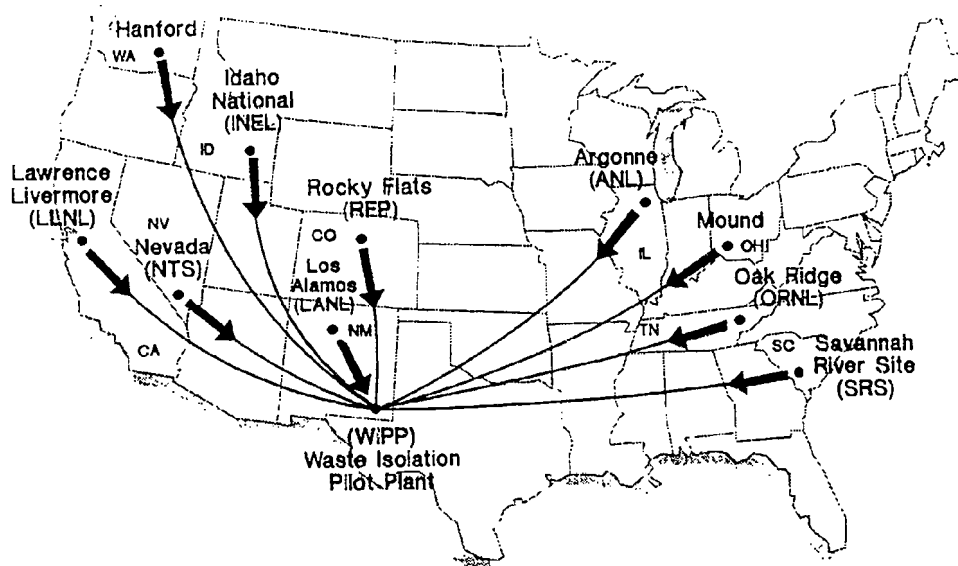 Hanford
WA
Idaho
National
(INEL)
ID
Lawrence
Livermore
(LLNL)
NV
Nevada
(NTS)
CA
Rocky Flats
(REP)
CO
Los
Alamos
(LANL)
NM
Argonne
(ANL)
IL
Mound
OHI
Oak Ridge
(ORNL)
TN
SC
Savannah
River Site
(SRS)
(WIPP)
Waste Isolation
Pilot Plant